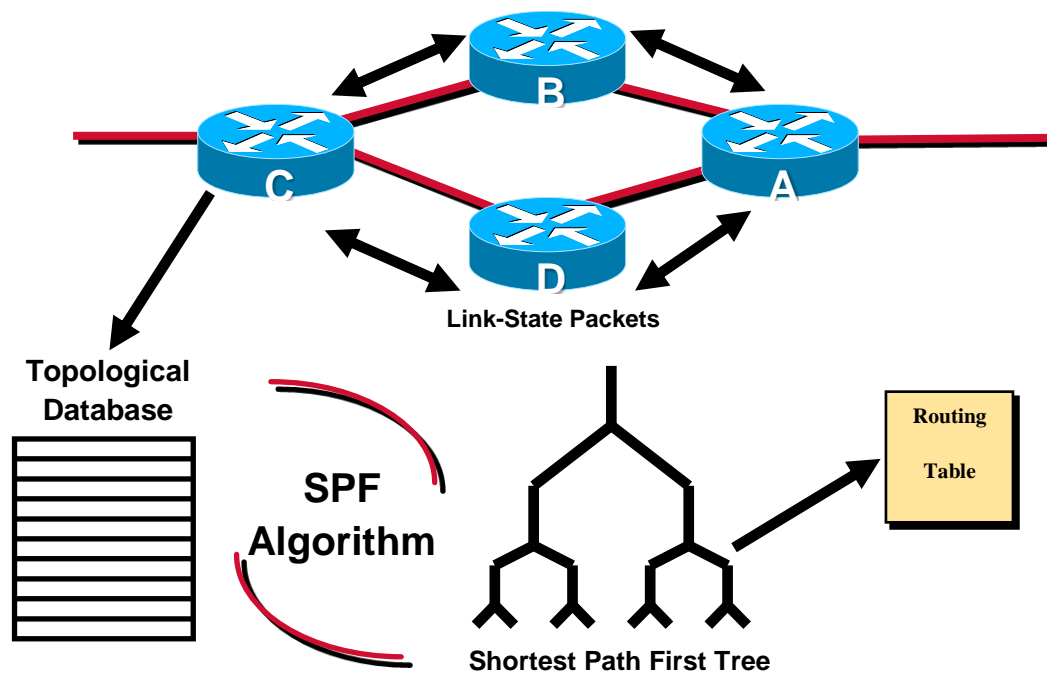 B
C
A
D
Link-State Packets
Topological
Database
SPF
Algorithm
Routing
Table
Shortest Path First Tree